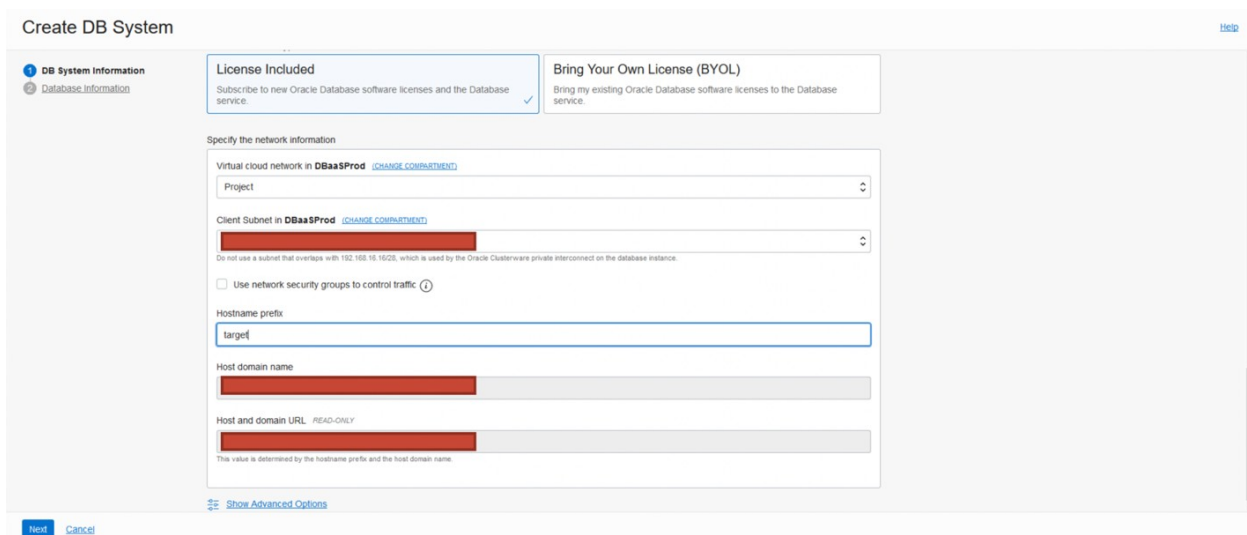 Create DB System
Help
1 DB System Information
2 Database Information
License Included
Subscribe to new Oracle Database software licenses and the Database
service.
Bring Your Own License (BYOL)
Bring my existing Oracle Database software licenses to the Database
service.
Specify the network information
Virtual cloud network in DBaaSProd (CHANGE COMPARTMENT)
Project
Client Subnet in DBaaSProd (CHANGE COMPARTMENT)
Do not use a subnet that overlaps with 192.168.16.16/28, which is used by the Oracle Clusterware private interconnect on the database instance.
Use network security groups to control traffic i
Hostname prefix
target
Host domain name
Host and domain URL READ-ONLY
This value is determined by the hostname prefix and the host domain name.
Show Advanced Options
Next Cancel